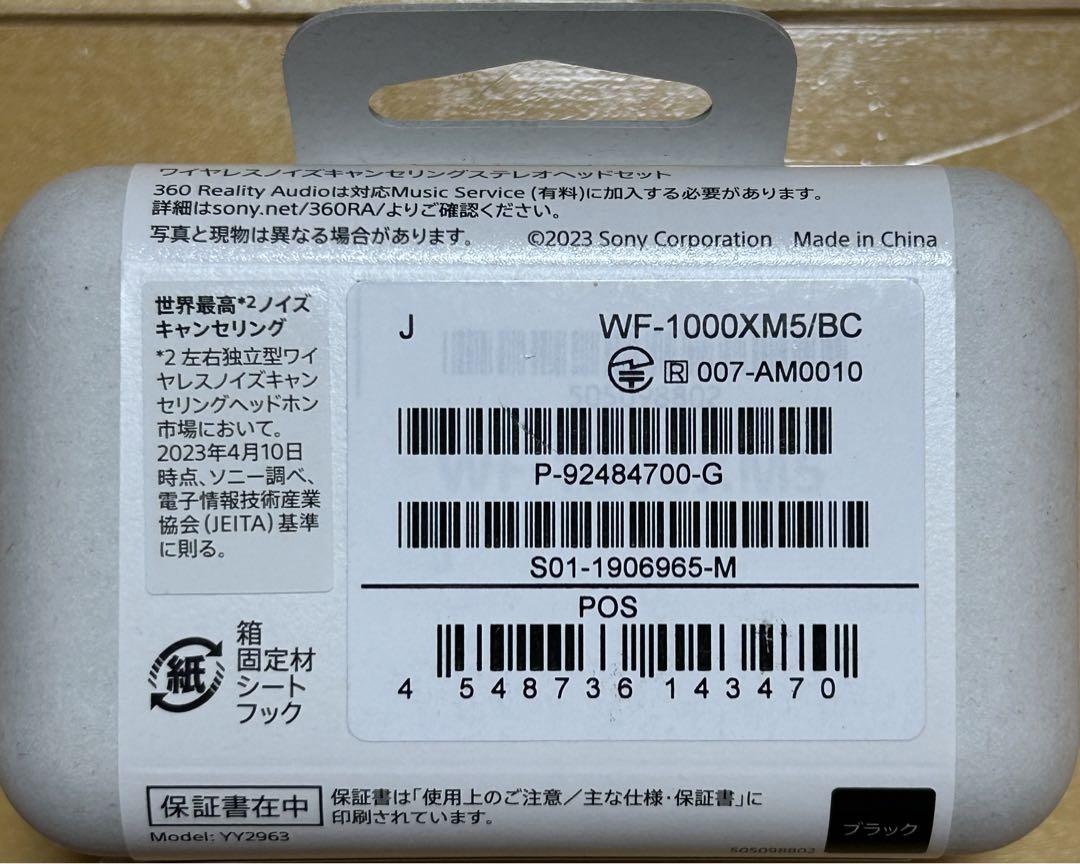 ワイヤレスノイズキャンセリングステレオヘッドセット
360 Reality Audioは対応Music Service (有料)に加入する必要があります。
詳細はsony.net/360RA/よりご確認ください。
写真と現物は異なる場合があります。 ©2023 Sony Corporation Made in China
世界最高*2ノイズ
キャンセリング
*2 左右独立型ワイ
ヤレスノイズキャン
セリングヘッドホン
市場において。
2023年4月10日
時点、ソニー調べ、
電子情報技術産業
協会(JEITA)基準
に則る。
J WF-1000XM5/BC
R 007-AM0010
P-92484700-G
S01-1906965-M
POS
4 548736 143470
紙
箱
固定材
シート
フック
保証書在中
保証書は「使用上のご注意／主な仕様・保証書」に
印刷されています。
Model: YY2963
ブラック
505098802